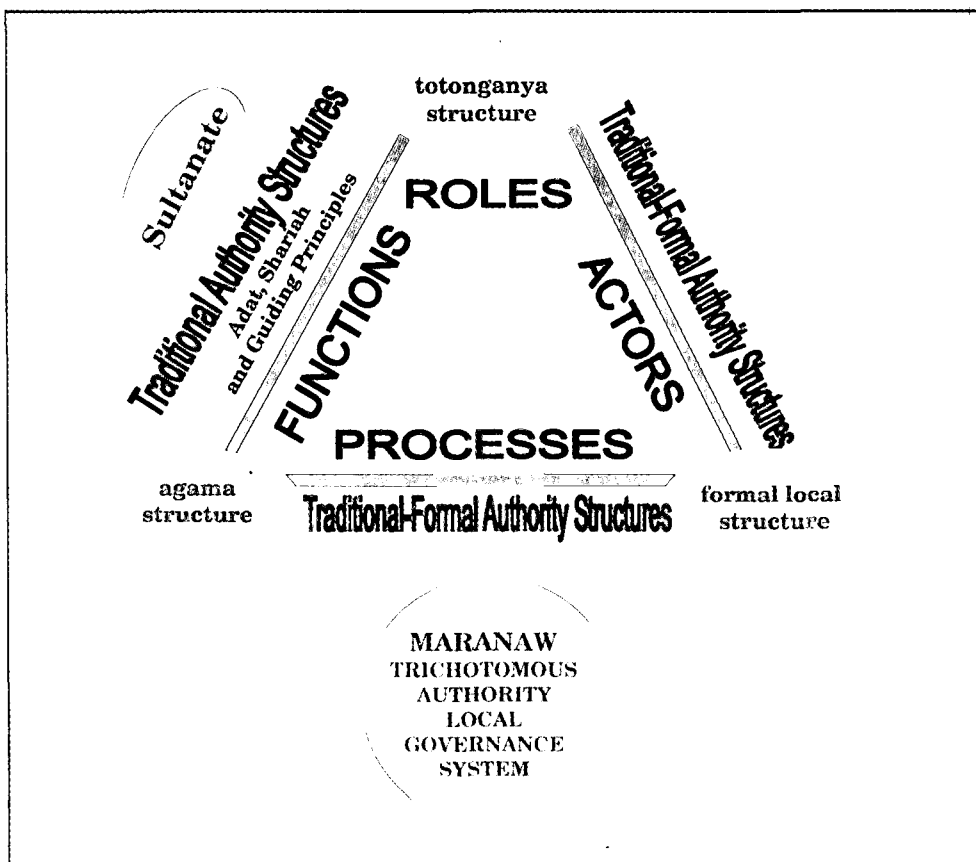 totonganya
structure
Sultanate
Traditional Authority Structures
Adat, Shariah
and Guiding Principles
Traditional-Formal Authority Structures
ROLES
FUNCTIONS
ACTORS
PROCESSES
agama
structure
Traditional-Formal Authority Structures
formal local
structure
MARANAW
TRICHOTOMOUS
AUTHORITY
LOCAL
GOVERNANCE
SYSTEM